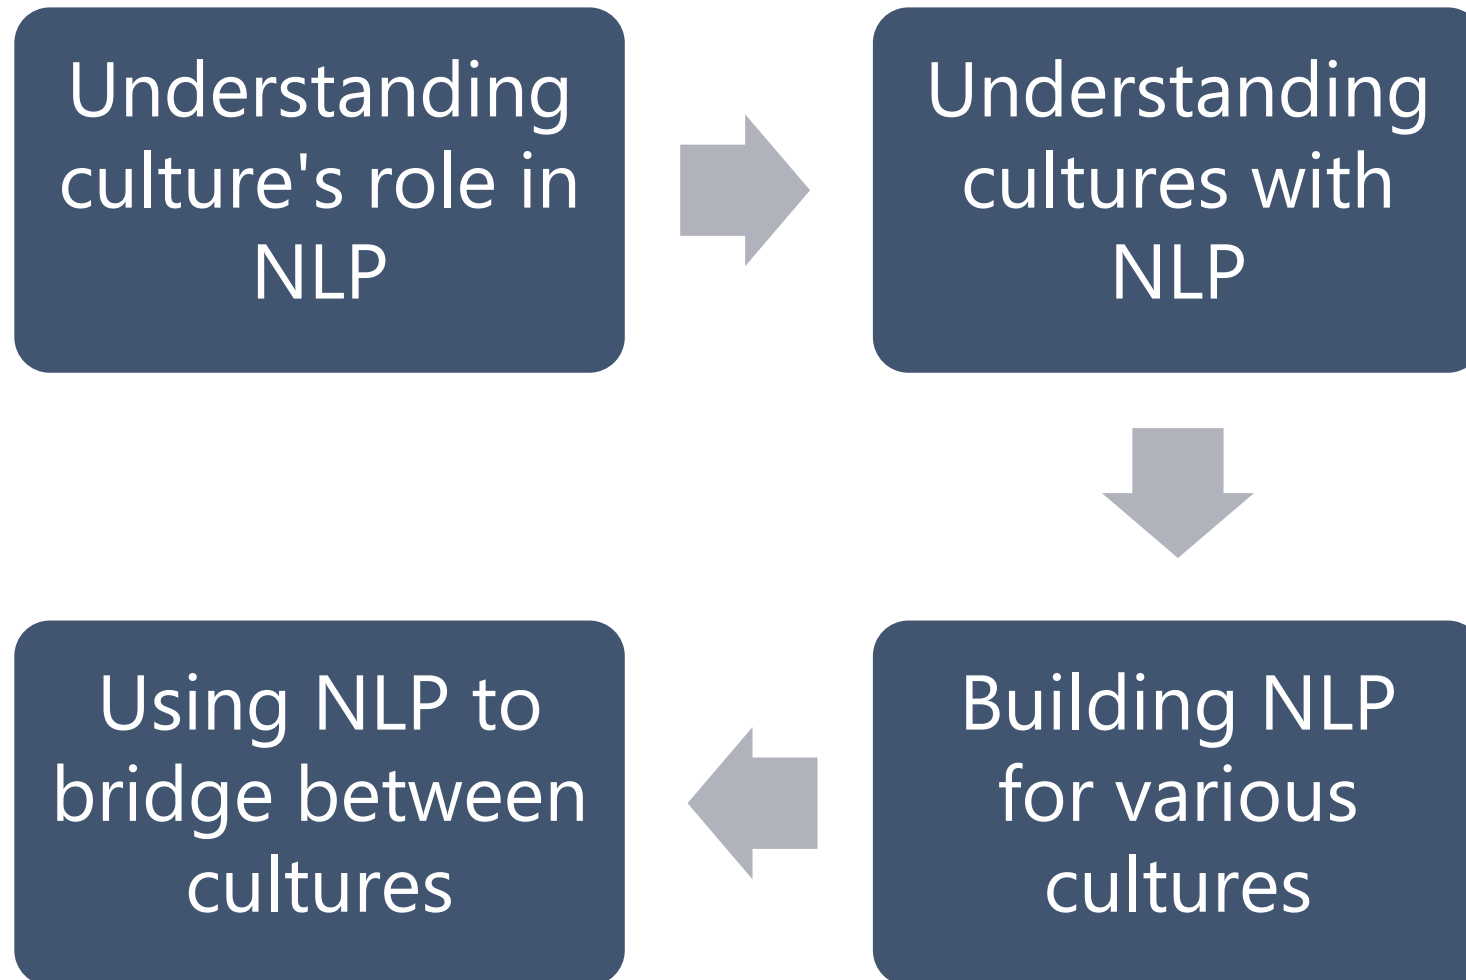 Understanding
culture's role in
NLP
Understanding
cultures with
NLP
Building NLP
for various
cultures
Using NLP to
bridge between
cultures